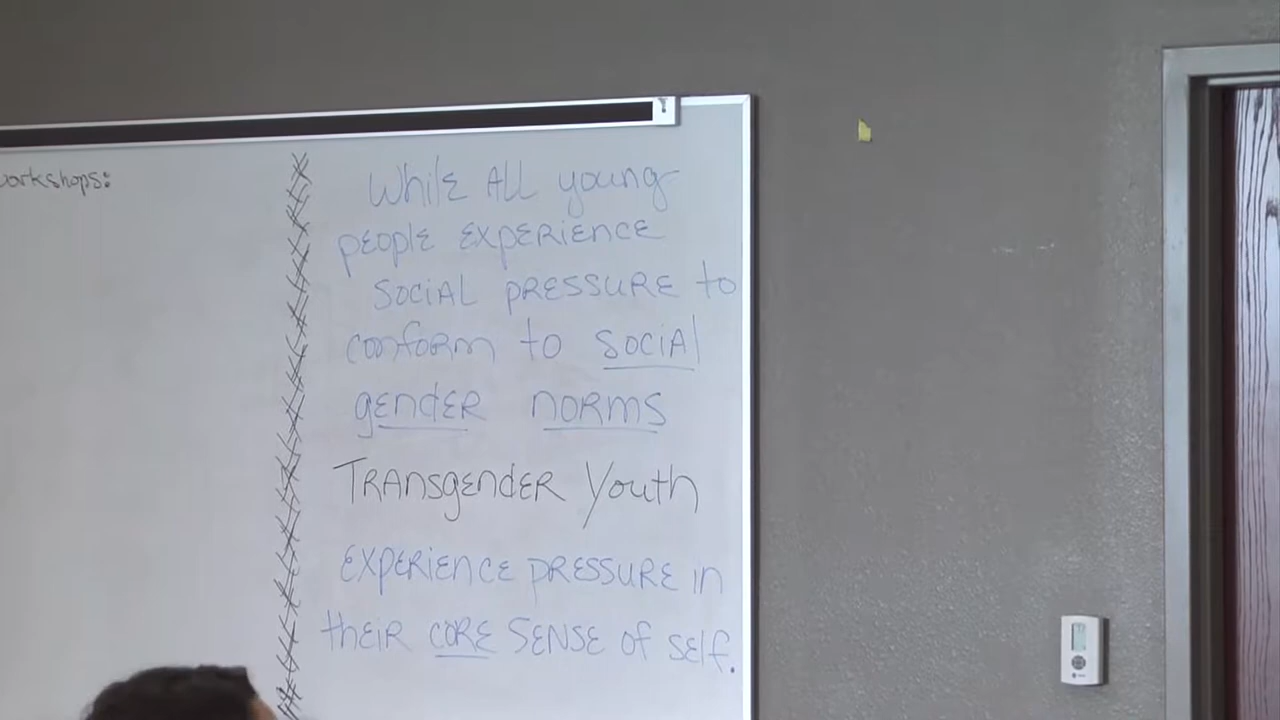 workshops:
While All young
people experience
social pressure to
conform to social
gender norms
Transgender Youth
experience pressure in
their core sense of self.